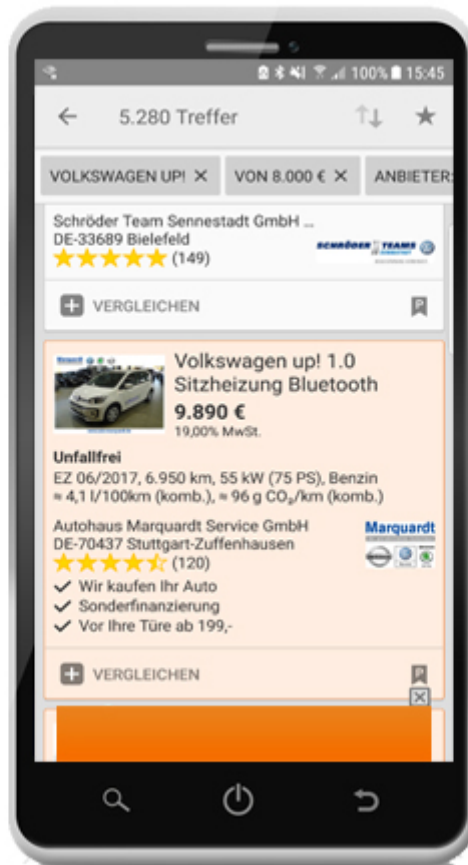 100% 15:45
5.280 Treffer
VOLKSWAGEN UP! ✕ VON 8.000 € ✕ ANBIETER:
Schröder Team Sennestadt GmbH ...
DE-33689 Bielefeld
(149)
SCHRÖDER TEAMS
VERGLEICHEN
P
Volkswagen up! 1.0
Sitzheizung Bluetooth
9.890 €
19,00% MwSt.
Unfallfrei
EZ 06/2017, 6.950 km, 55 kW (75 PS), Benzin
≈ 4,1 l/100km (komb.), ≈ 96 g CO₂/km (komb.)
Autohaus Marquardt Service GmbH
Marquardt
DE-70437 Stuttgart-Zuffenhausen
(120)
Wir kaufen Ihr Auto
Sonderfinanzierung
Vor Ihre Türe ab 199,-
VERGLEICHEN
P